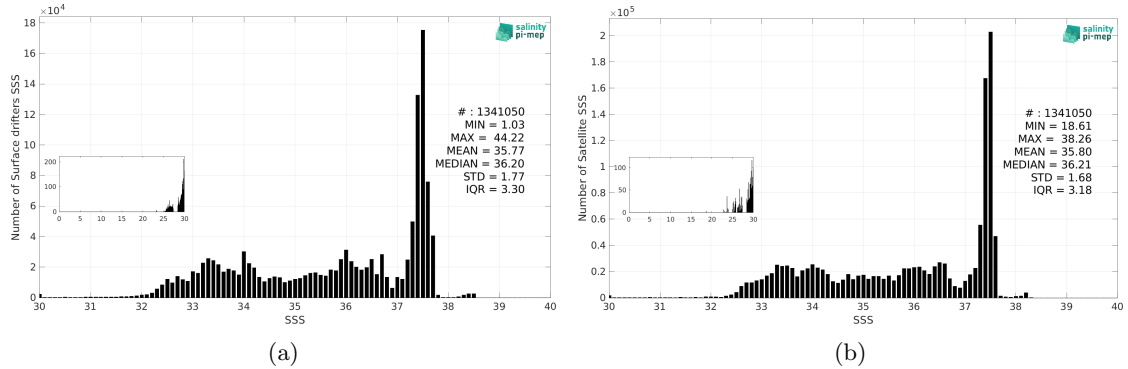 ×10^4
18
16
14
12
10
8
6
4
2
0
Number of Surface drifters SSS
salinity
pi-mep
# : 1341050
MIN = 1.03
MAX = 44.22
MEAN = 35.77
MEDIAN = 36.20
STD = 1.77
IQR = 3.30
200
100
0
0 5 10 15 20 25 30
30 31 32 33 34 35 36 37 38 39 40
SSS
(a)
×10^5
2
1.8
1.6
1.4
1.2
1
0.8
0.6
0.4
0.2
0
Number of Satellite SSS
salinity
pi-mep
# : 1341050
MIN = 18.61
MAX = 38.26
MEAN = 35.80
MEDIAN = 36.21
STD = 1.68
IQR = 3.18
100
50
0
0 5 10 15 20 25 30
30 31 32 33 34 35 36 37 38 39 40
SSS
(b)